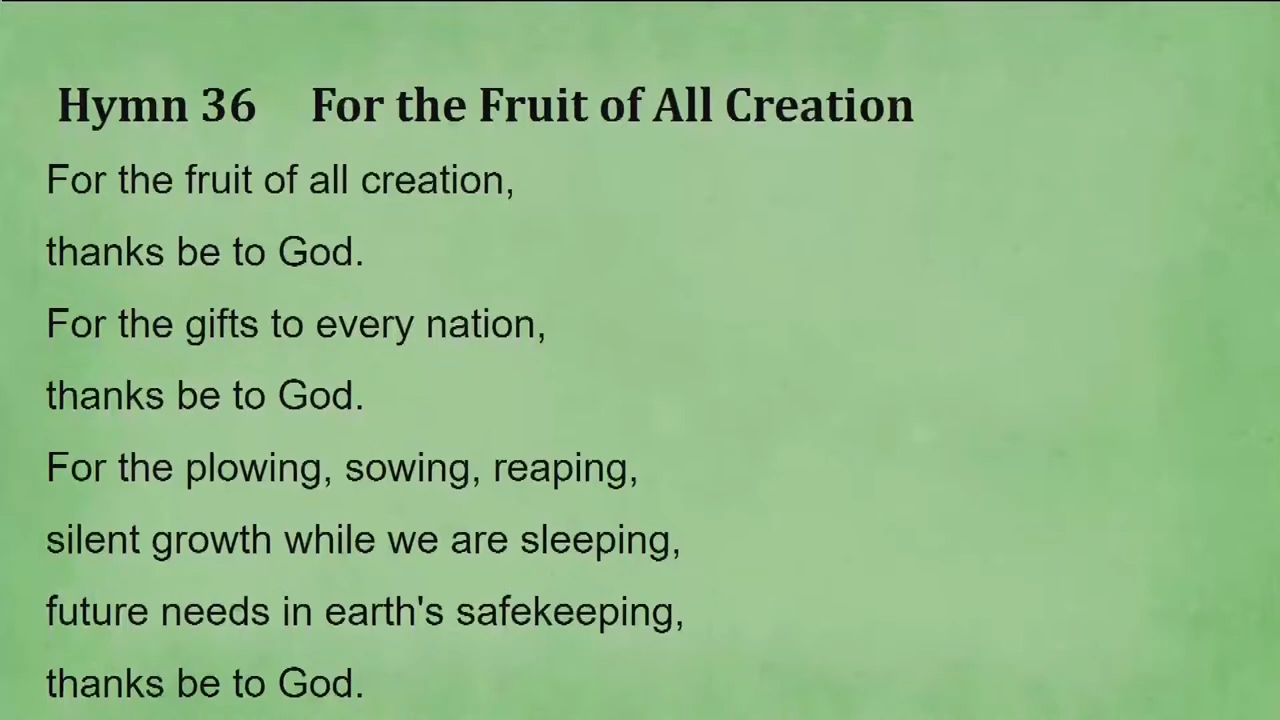 Hymn 36 For the Fruit of All Creation
For the fruit of all creation,
thanks be to God.
For the gifts to every nation,
thanks be to God.
For the plowing, sowing, reaping,
silent growth while we are sleeping,
future needs in earth's safekeeping,
thanks be to God.